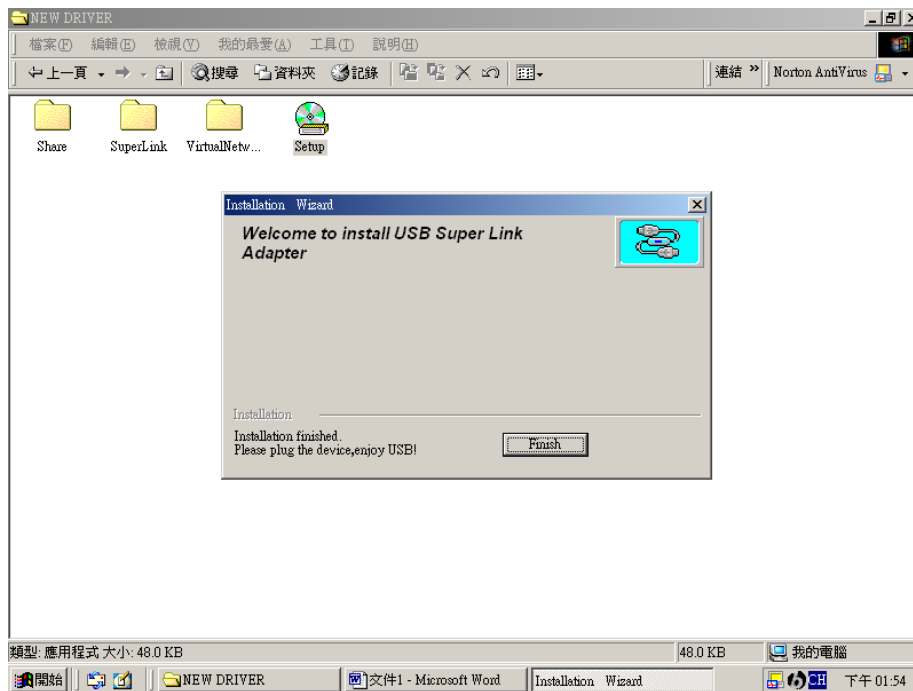 NEW DRIVER
檔案(F) 編輯(E) 檢視(V) 我的最愛(A) 工具(T) 說明(H)
上一頁 搜尋 資料夾 記錄 連結 » Norton AntiVirus
Share SuperLink VirtualNetw... Setup
Installation Wizard
Welcome to install USB Super Link
Adapter
Installation
Installation finished.
Please plug the device,enjoy USB!
Finish
類型: 應用程式 大小: 48.0 KB 48.0 KB 我的電腦
開始 NEW DRIVER 文件1 - Microsoft Word Installation Wizard CH 下午 01:54